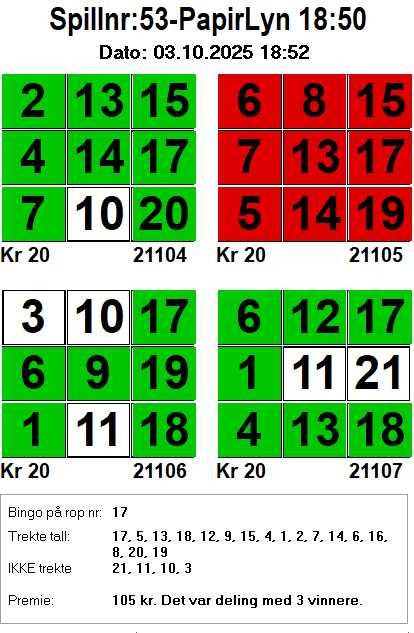 Spillnr:53-PapirLyn 18:50
Dato: 03.10.2025 18:52
2 13 15
4 14 17
7 10 20
Kr 20 21104
6 8 15
7 13 17
5 14 19
Kr 20 21105
3 10 17
6 9 19
1 11 18
Kr 20 21106
6 12 17
1 11 21
4 13 18
Kr 20 21107
Bingo på rop nr: 17
Trekte tall: 17, 5, 13, 18, 12, 9, 15, 4, 1, 2, 7, 14, 6, 16,
8, 20, 19
IKKE trekte 21, 11, 10, 3
Premie: 105 kr. Det var deling med 3 vinnere.